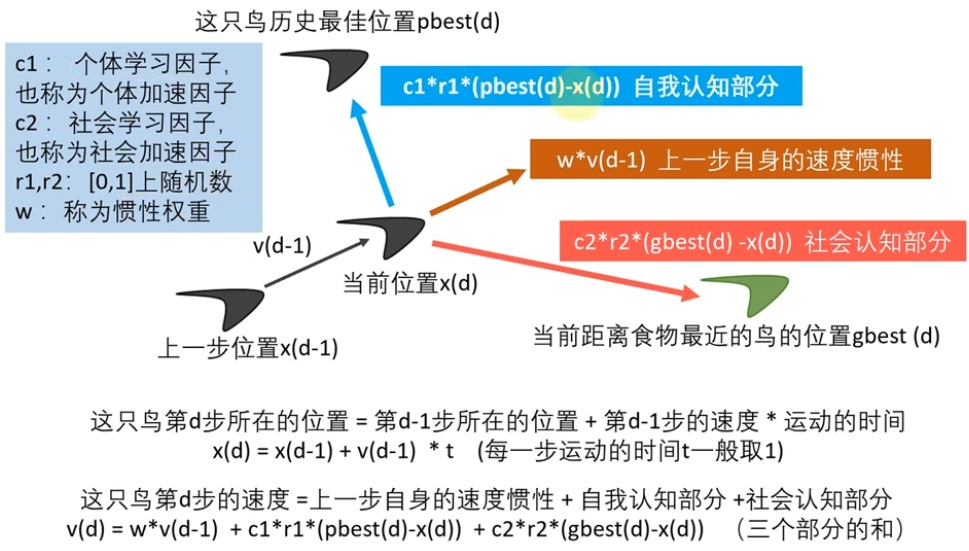 这只鸟历史最佳位置pbest(d)
c1： 个体学习因子，
也称为个体加速因子
c2： 社会学习因子，
也称为社会加速因子
r1,r2：[0,1]上随机数
w： 称为惯性权重
c1*r1*(pbest(d)-x(d)) 自我认知部分
w*v(d-1) 上一步自身的速度惯性
c2*r2*(gbest(d) -x(d)) 社会认知部分
v(d-1)
当前位置x(d)
上一步位置x(d-1)
当前距离食物最近的鸟的位置gbest (d)
这只鸟第d步所在的位置 = 第d-1步所在的位置 + 第d-1步的速度 * 运动的时间
x(d) = x(d-1) + v(d-1) * t （每一步运动的时间t一般取1)
这只鸟第d步的速度 =上一步自身的速度惯性 + 自我认知部分 +社会认知部分
v(d) = w*v(d-1) + c1*r1*(pbest(d)-x(d)) + c2*r2*(gbest(d)-x(d)) （三个部分的和）